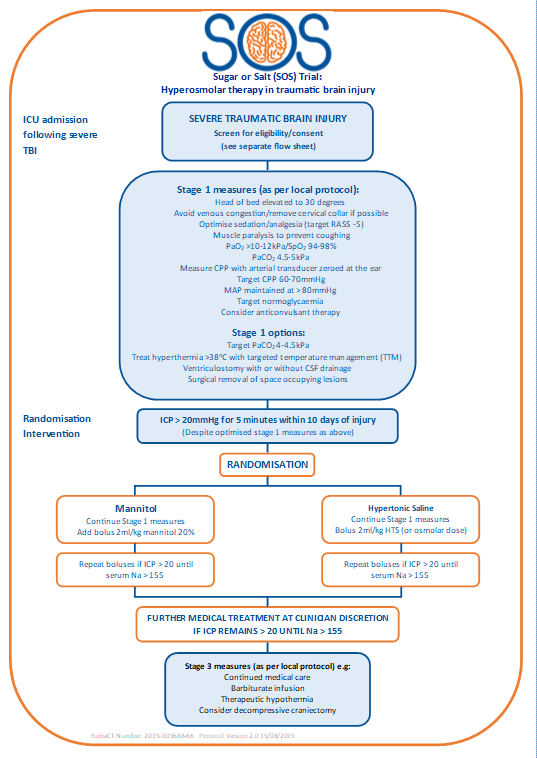 SOS
Sugar or Salt (SOS) Trial:
Hyperosmolar therapy in traumatic brain injury
ICU admission
following severe
TBI
SEVERE TRAUMATIC BRAIN INJURY
Screen for eligibility/consent
(see separate flow sheet)
Stage 1 measures (as per local protocol):
Head of bed elevated to 30 degrees
Avoid venous congestion/remove cervical collar if possible
Optimise sedation/analgesia (target RASS -5)
Muscle paralysis to prevent coughing
PaO₂ >10-12kPa/SpO₂ 94-98%
PaCO₂ 4.5-5kPa
Measure CPP with arterial transducer zeroed at the ear
Target CPP 60-70mmHg
MAP maintained at >80mmHg
Target normoglycaemia
Consider anticonvulsant therapy
Stage 1 options:
Target PaCO₂ 4-4.5kPa
Treat hyperthermia >38°C with targeted temperature management (TTM)
Ventriculostomy with or without CSF drainage
Surgical removal of space occupying lesions
Randomisation
Intervention
ICP > 20mmHg for 5 minutes within 10 days of injury
(Despite optimised stage 1 measures as above)
RANDOMISATION
Mannitol
Continue Stage 1 measures
Add bolus 2ml/kg mannitol 20%
Hypertonic Saline
Continue Stage 1 measures
Bolus 2ml/kg HTS (or osmolar dose)
Repeat boluses if ICP > 20 until
serum Na > 155
Repeat boluses if ICP > 20 until
serum Na > 155
FURTHER MEDICAL TREATMENT AT CLINICIAN DISCRETION
IF ICP REMAINS > 20 UNTIL Na > 155
Stage 3 measures (as per local protocol) e.g:
Continued medical care
Barbiturate infusion
Therapeutic hypothermia
Consider decompressive craniectomy
EudraCT Number: 2019-001688-66 Protocol Version 2.0 15/08/2019